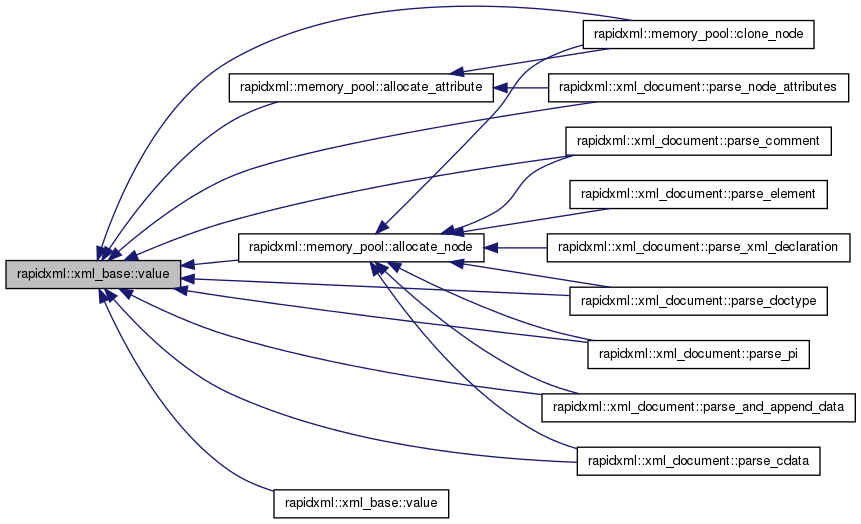 rapidxml::memory_pool::clone_node
rapidxml::memory_pool::allocate_attribute
rapidxml::xml_document::parse_node_attributes
rapidxml::xml_document::parse_comment
rapidxml::xml_document::parse_element
rapidxml::memory_pool::allocate_node
rapidxml::xml_document::parse_xml_declaration
rapidxml::xml_base::value
rapidxml::xml_document::parse_doctype
rapidxml::xml_document::parse_pi
rapidxml::xml_document::parse_and_append_data
rapidxml::xml_document::parse_cdata
rapidxml::xml_base::value